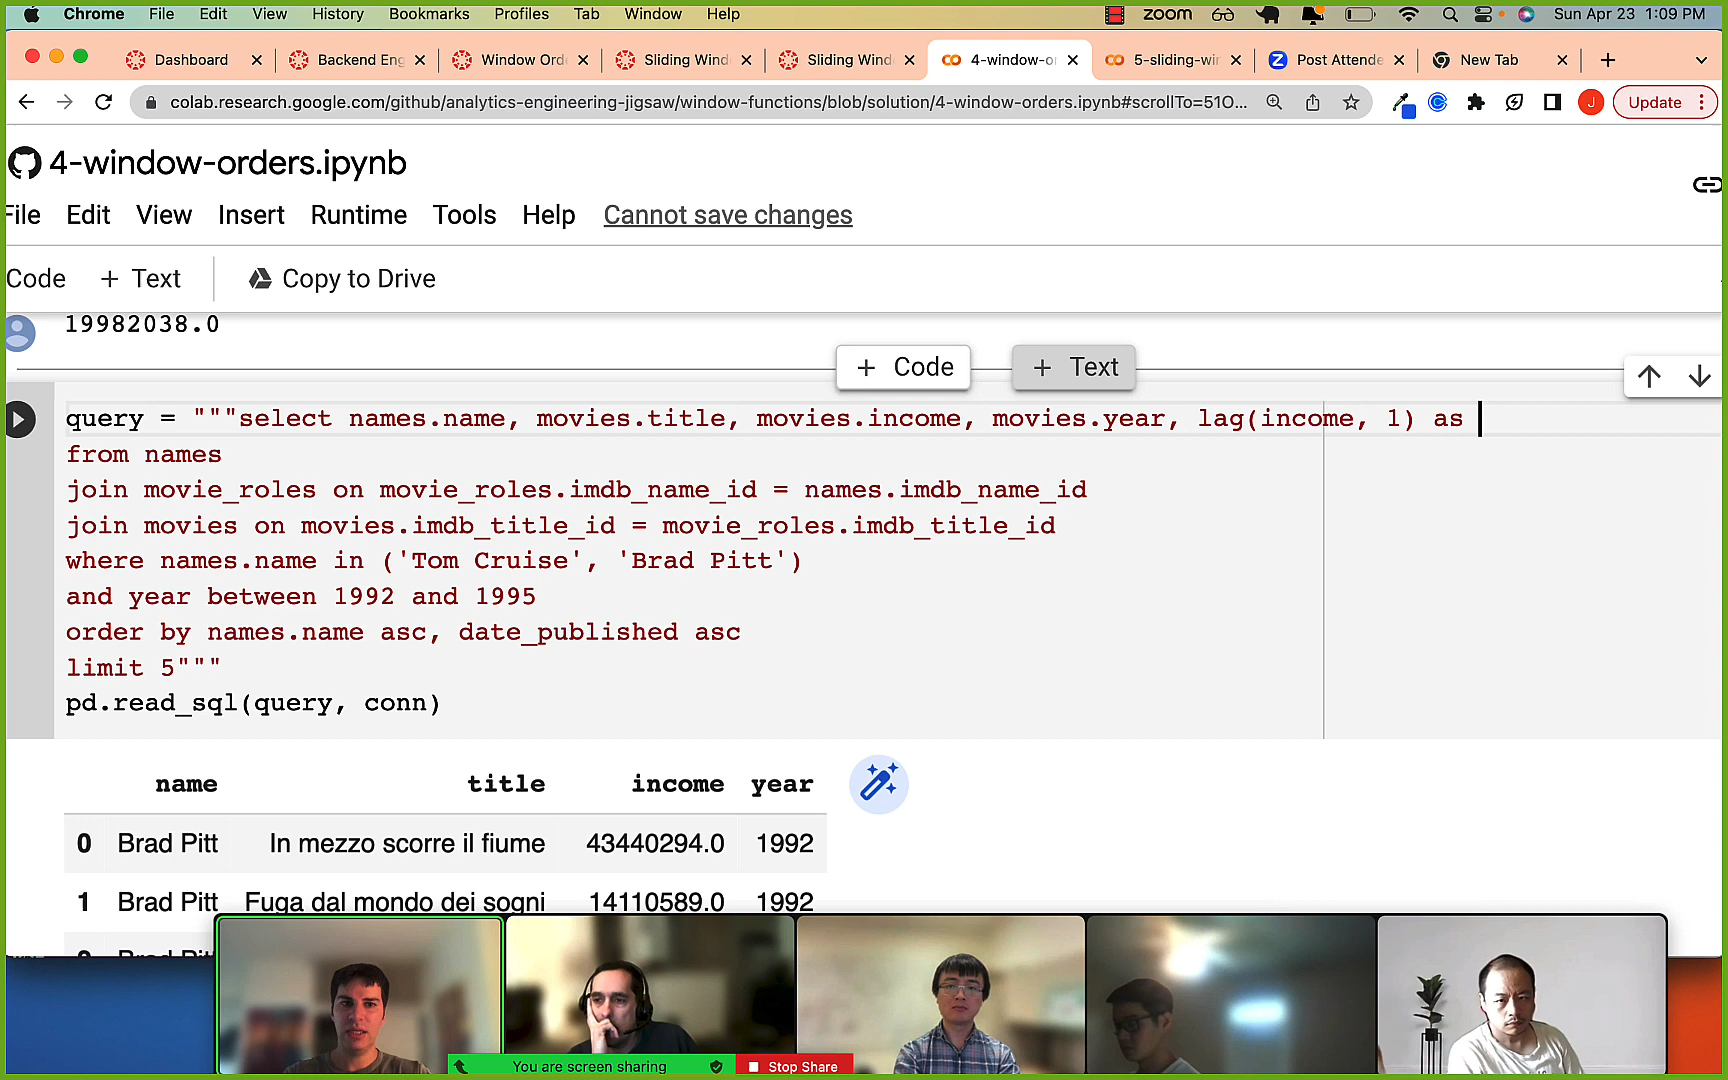 Chrome File Edit View History Bookmarks Profiles Tab Window Help zoom Sun Apr 23 1:09 PM
Dashboard Backend Eng Window Ord Sliding Wind Sliding Wind 4-window-or 5-sliding-wi Post Attende New Tab
colab.research.google.com/github/analytics-engineering-jigsaw/window-functions/blob/solution/4-window-orders.ipynb#scrollTo=51O... J Update
4-window-orders.ipynb
File Edit View Insert Runtime Tools Help Cannot save changes
Code + Text Copy to Drive
19982038.0
+ Code + Text
query = """select names.name, movies.title, movies.income, movies.year, lag(income, 1) as
from names
join movie_roles on movie_roles.imdb_name_id = names.imdb_name_id
join movies on movies.imdb_title_id = movie_roles.imdb_title_id
where names.name in ('Tom Cruise', 'Brad Pitt')
and year between 1992 and 1995
order by names.name asc, date_published asc
limit 5"""
pd.read_sql(query, conn)
name title income year
0 Brad Pitt In mezzo scorre il fiume 43440294.0 1992
1 Brad Pitt Fuga dal mondo dei sogni 14110589.0 1992
You are screen sharing Stop Share